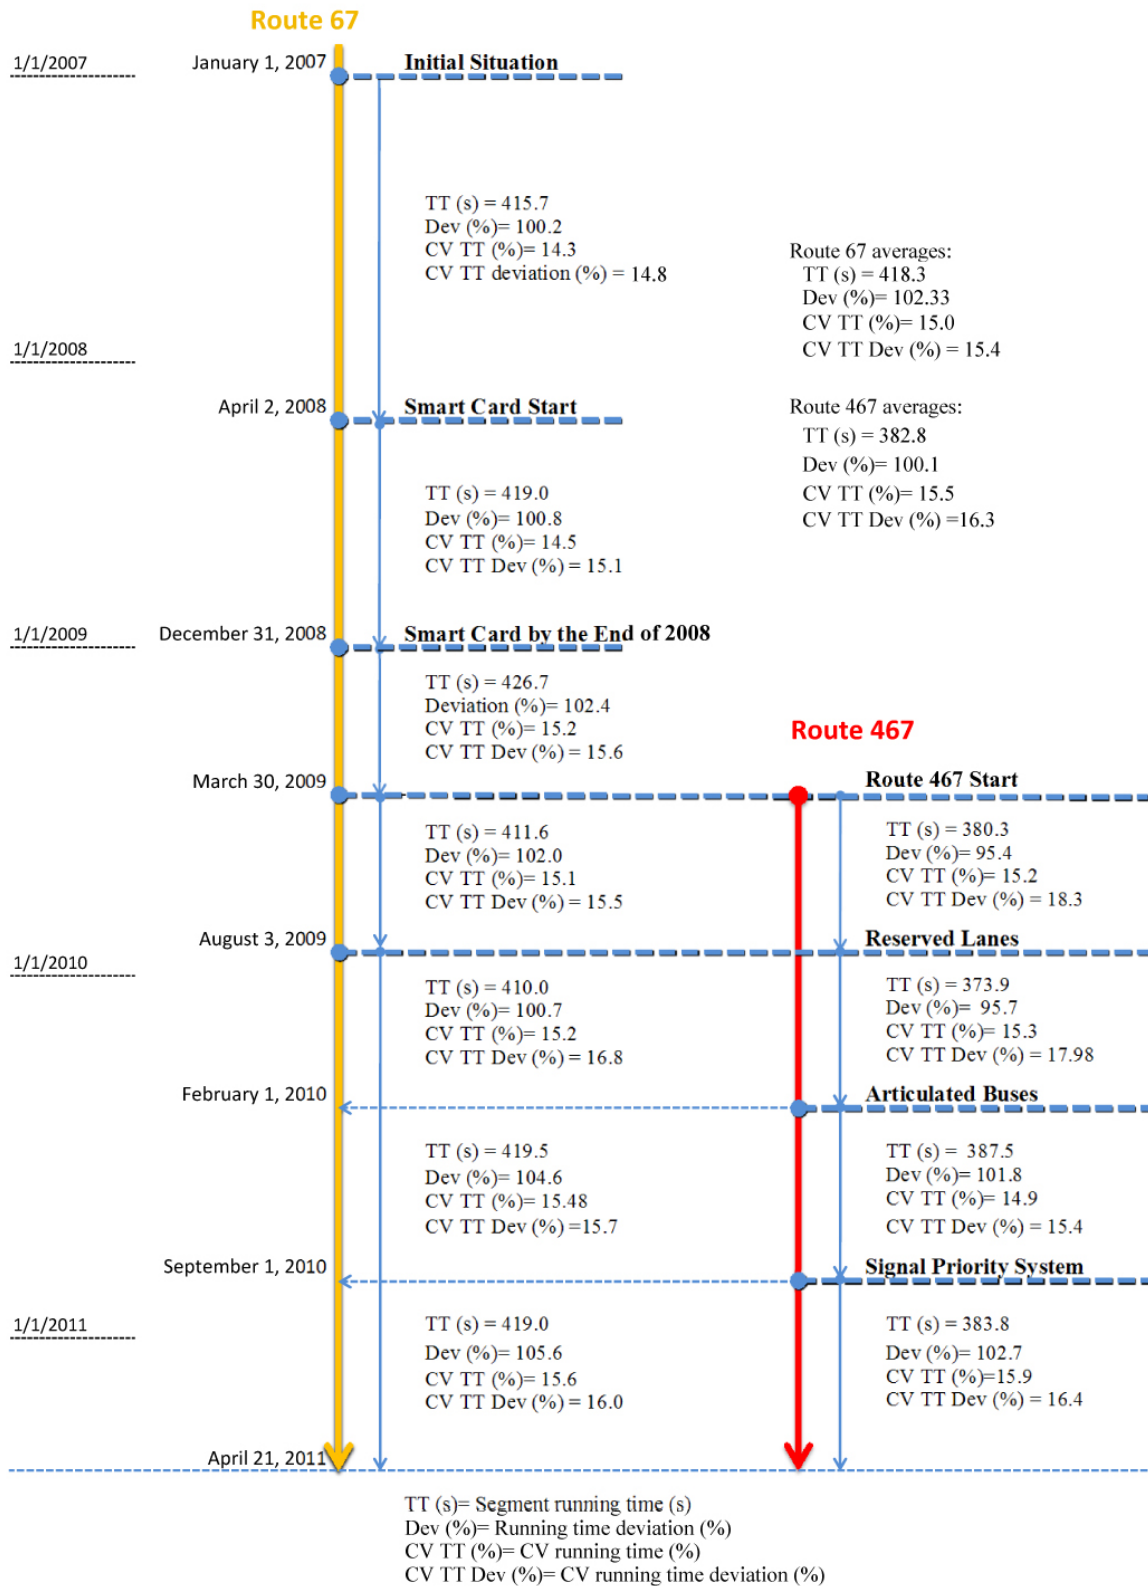 Route 67
1/1/2007
January 1, 2007
Initial Situation
TT (s) = 415.7
Dev (%)= 100.2
CV TT (%)= 14.3
CV TT deviation (%) = 14.8
Route 67 averages:
TT (s) = 418.3
Dev (%)= 102.33
CV TT (%)= 15.0
CV TT Dev (%) = 15.4
1/1/2008
April 2, 2008
Smart Card Start
Route 467 averages:
TT (s) = 382.8
Dev (%)= 100.1
CV TT (%)= 15.5
CV TT Dev (%) =16.3
TT (s) = 419.0
Dev (%)= 100.8
CV TT (%)= 14.5
CV TT Dev (%) = 15.1
1/1/2009
December 31, 2008
Smart Card by the End of 2008
TT (s) = 426.7
Deviation (%)= 102.4
CV TT (%)= 15.2
CV TT Dev (%) = 15.6
Route 467
March 30, 2009
Route 467 Start
TT (s) = 411.6
Dev (%)= 102.0
CV TT (%)= 15.1
CV TT Dev (%) = 15.5
TT (s) = 380.3
Dev (%)= 95.4
CV TT (%)= 15.2
CV TT Dev (%) = 18.3
August 3, 2009
Reserved Lanes
1/1/2010
TT (s) = 410.0
Dev (%)= 100.7
CV TT (%)= 15.2
CV TT Dev (%) = 16.8
TT (s) = 373.9
Dev (%)= 95.7
CV TT (%)= 15.3
CV TT Dev (%) = 17.98
February 1, 2010
Articulated Buses
TT (s) = 419.5
Dev (%)= 104.6
CV TT (%)= 15.48
CV TT Dev (%) =15.7
TT (s) = 387.5
Dev (%)= 101.8
CV TT (%)= 14.9
CV TT Dev (%) = 15.4
September 1, 2010
Signal Priority System
1/1/2011
TT (s) = 419.0
Dev (%)= 105.6
CV TT (%)= 15.6
CV TT Dev (%) = 16.0
TT (s) = 383.8
Dev (%)= 102.7
CV TT (%)=15.9
CV TT Dev (%) = 16.4
April 21, 2011
TT (s)= Segment running time (s)
Dev (%)= Running time deviation (%)
CV TT (%)= CV running time (%)
CV TT Dev (%)= CV running time deviation (%)